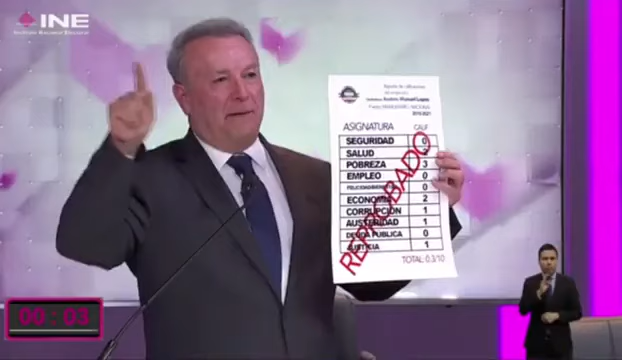 INE
Instituto Nacional Electoral
ASIGNATURA CALIF.
SEGURIDAD 0
SALUD
POBREZA 3
EMPLEO 0
0
ECONOMÍA 2
CORRUPCIÓN 1
AUSTERIDAD 1
DEUDA PÚBLICA 0
JUSTICIA 1
REPROBADO
TOTAL: 0.3/10
00:03